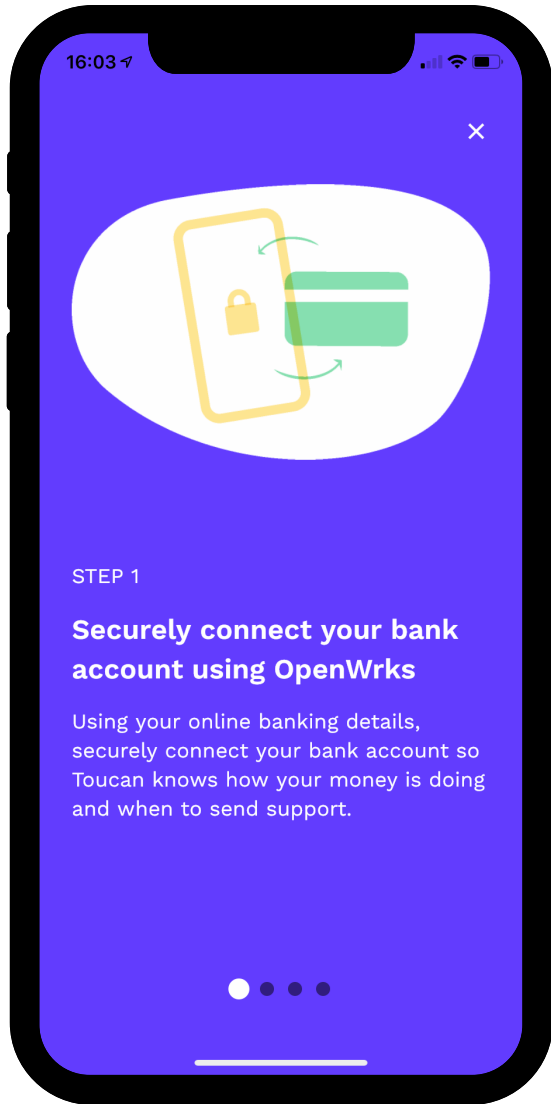 16:03
STEP 1
Securely connect your bank
account using OpenWrks
Using your online banking details,
securely connect your bank account so
Toucan knows how your money is doing
and when to send support.